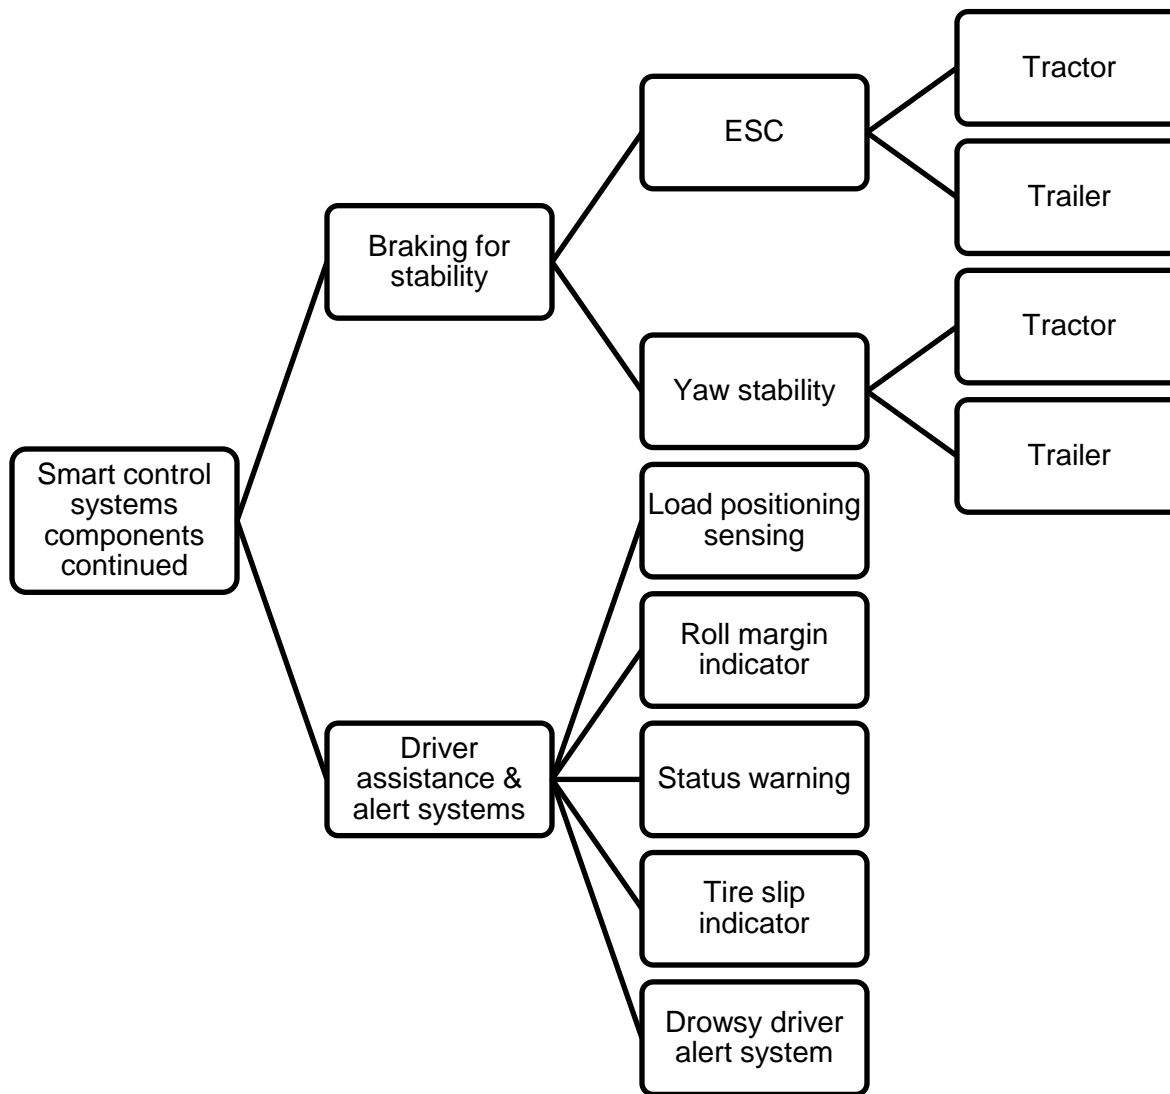 Smart control
systems
components
continued
Braking for
stability
ESC
Tractor
Trailer
Yaw stability
Tractor
Trailer
Driver
assistance &
alert systems
Load positioning
sensing
Roll margin
indicator
Status warning
Tire slip
indicator
Drowsy driver
alert system